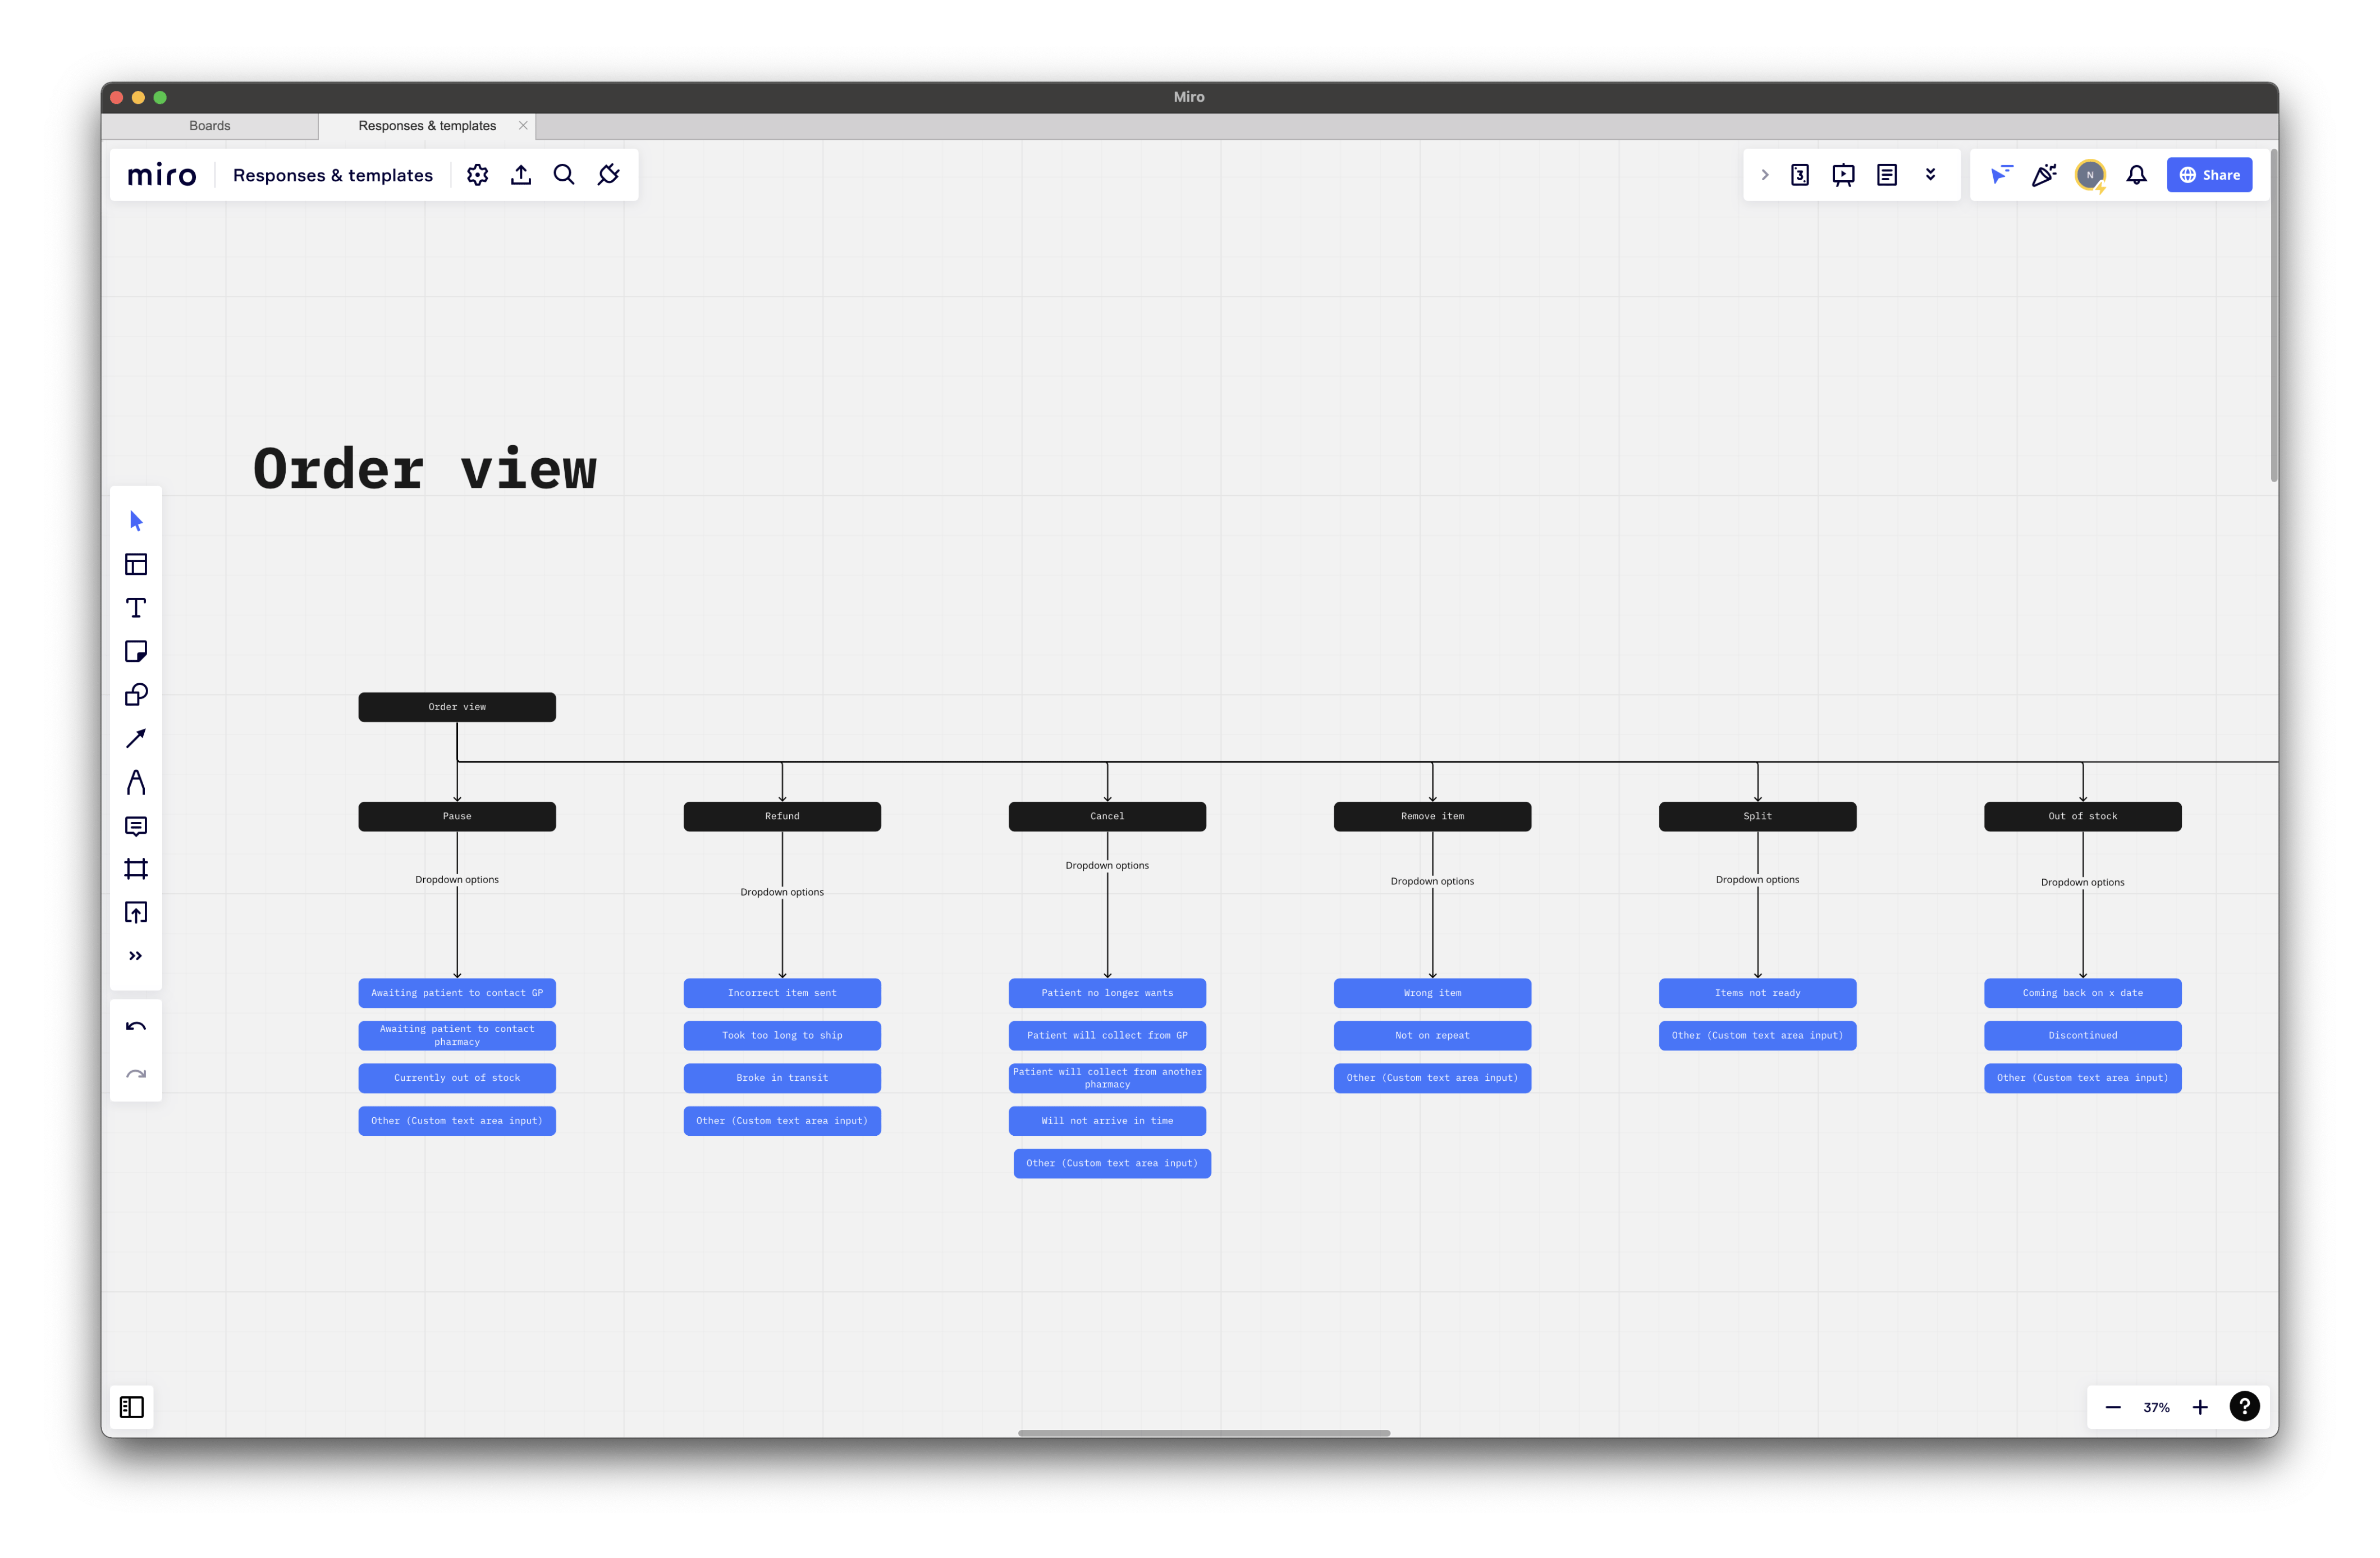 Miro
Boards
Responses & templates
miro
Responses & templates
3
N
Share
Order view
Order view
Pause
Refund
Cancel
Remove item
Split
Out of stock
Dropdown options
Dropdown options
Dropdown options
Dropdown options
Dropdown options
Dropdown options
Awaiting patient to contact GP
Awaiting patient to contact
pharmacy
Currently out of stock
Other (Custom text area input)
Incorrect item sent
Took too long to ship
Broke in transit
Other (Custom text area input)
Patient no longer wants
Patient will collect from GP
Patient will collect from another
pharmacy
Will not arrive in time
Other (Custom text area input)
Wrong item
Not on repeat
Other (Custom text area input)
Items not ready
Other (Custom text area input)
Coming back on x date
Discontinued
Other (Custom text area input)
37%
?